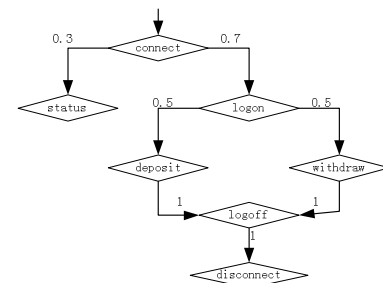 0.3
0.7
connect
status
0.5
logon
0.5
deposit
withdraw
1
1
logoff
1
disconnect